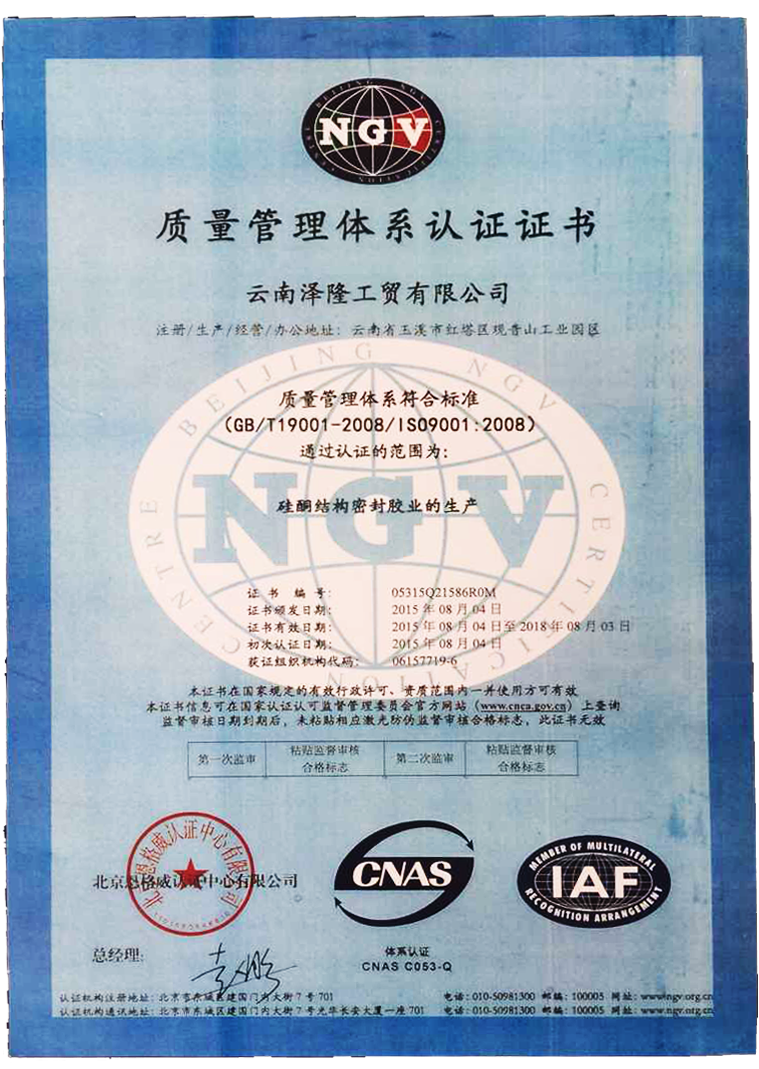 BEIJING NGV CERTIFICATION CENTRE
NGV
质量管理体系认证证书
云南泽隆工贸有限公司
注册/生产/经营/办公地址：云南省玉溪市红塔区观音山工业园区
BEIJING NGV CERTIFICAITION CENTRE
NGV
质量管理体系符合标准
（GB/T19001-2008/ISO9001:2008）
通过认证的范围为：
硅酮结构密封胶业的生产
证书编号： 05315Q21586R0M
证书颁发日期： 2015年08月04日
证书有效日期： 2015年08月04日至2018年08月03日
初次认证日期： 2015年08月04日
获证组织机构代码： 06157719-6
本证书在国家规定的有效行政许可、资质范围内一并使用方可有效
本证书信息可在国家认证认可监督管理委员会官方网站（www.cnca.gov.cn）上查询
监督审核日期到期后，未粘贴相应激光防伪监督审核合格标志，此证书无效
第一次监审 粘贴监督审核合格标志 第二次监审 粘贴监督审核合格标志
北京恩格威认证中心有限公司
北京恩格威认证中心有限公司
CNAS
MEMBER OF MULTILATERAL
IAF
RECOGNITION ARRANGEMENT
总经理：
体系认证
CNAS C053-Q
认证机构注册地址：北京市东城区建国门内大街7号701 电话：010-50981300 邮编：100005 网址：www.ngv.org.cn
认证机构通讯地址：北京市东城区建国门内大街7号光华长安大厦一座701 电话：010-50981300 邮编：100005 网址：www.ngv.org.cn